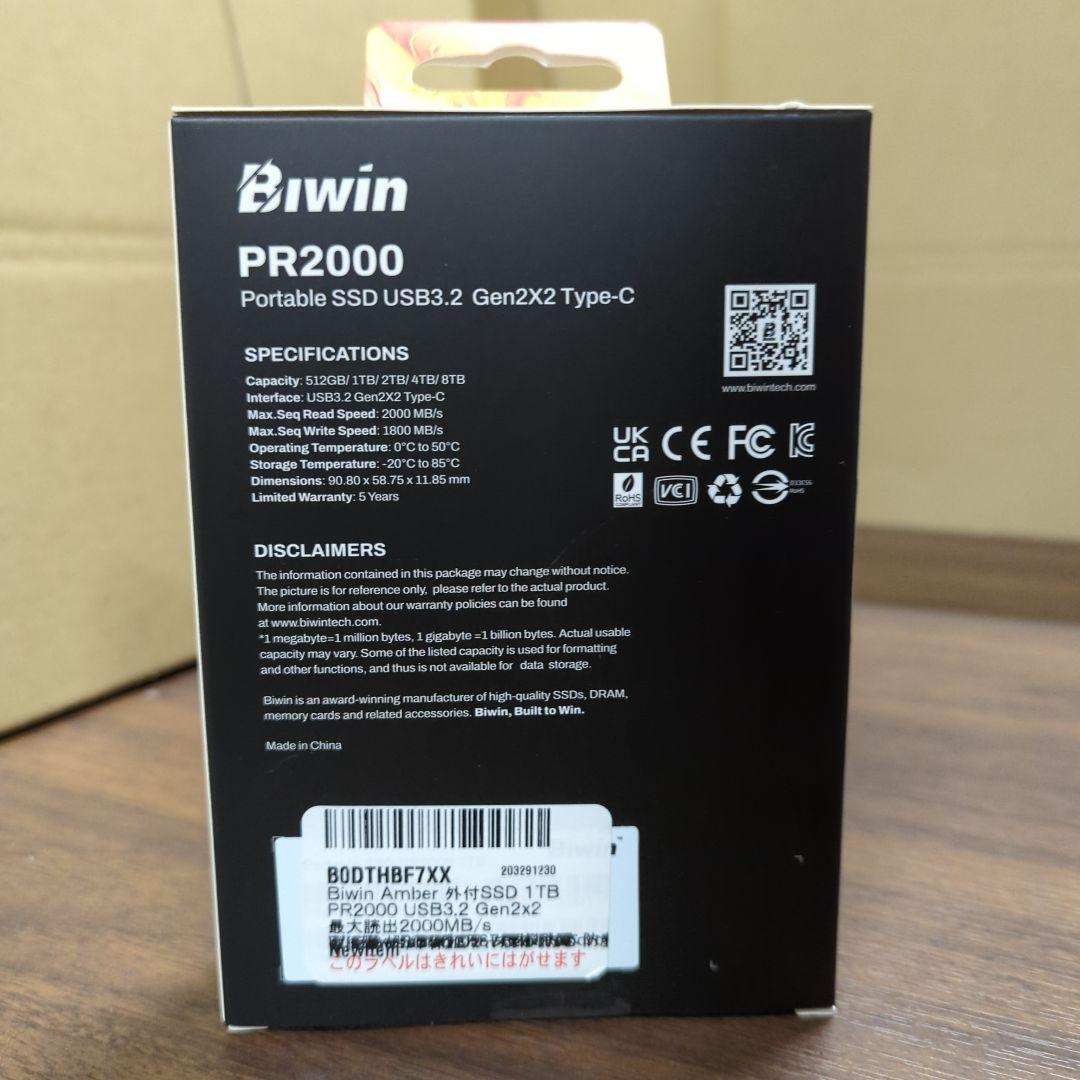 Biwin
PR2000
Portable SSD USB3.2 Gen2X2 Type-C
www.biwintech.com
SPECIFICATIONS
Capacity: 512GB/ 1TB/ 2TB/ 4TB/ 8TB
Interface: USB3.2 Gen2X2 Type-C
Max.Seq Read Speed: 2000 MB/s
Max.Seq Write Speed: 1800 MB/s
Operating Temperature: 0°C to 50°C
Storage Temperature: -20°C to 85°C
Dimensions: 90.80 x 58.75 x 11.85 mm
Limited Warranty: 5 Years
UK CA CE FC
RoHS
COMPLIANT
VCI
D33C56
RoHS
DISCLAIMERS
The information contained in this package may change without notice.
The picture is for reference only, please refer to the actual product.
More information about our warranty policies can be found
at www.biwintech.com.
*1 megabyte=1 million bytes, 1 gigabyte =1 billion bytes. Actual usable
capacity may vary. Some of the listed capacity is used for formatting
and other functions, and thus is not available for data storage.
Biwin is an award-winning manufacturer of high-quality SSDs, DRAM,
memory cards and related accessories. Biwin, Built to Win.
Made in China
B0DTHBF7XX 203291230
Biwin Amber 外付SSD 1TB
PR2000 USB3.2 Gen2x2
最大読出2000MB/s
NewItem
このラベルはきれいにはがせます